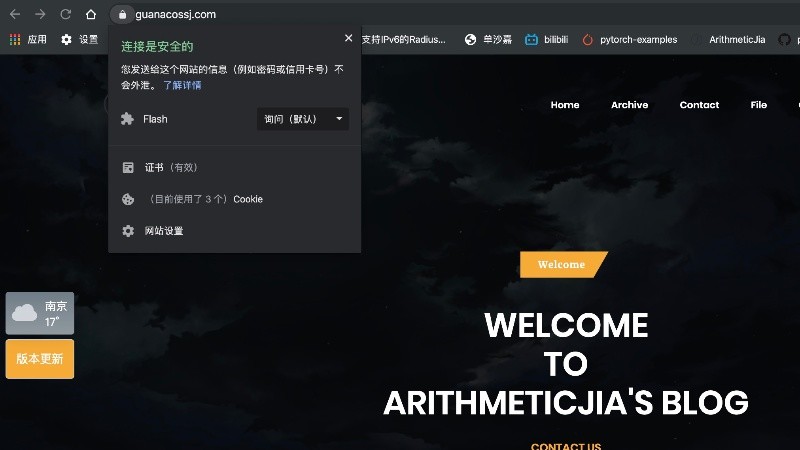 guanacossj.com
应用
设置
支持IPv6的Radius...
单沙嘉
bilibili
pytorch-examples
ArithmeticJia
连接是安全的
您发送给这个网站的信息（例如密码或信用卡号）不
会外泄。 了解详情
Flash
询问（默认）
证书（有效）
（目前使用了 3 个）Cookie
网站设置
Home
Archive
Contact
File
Welcome
南京
17°
版本更新
WELCOME
TO
ARITHMETICJIA'S BLOG
CONTACT US